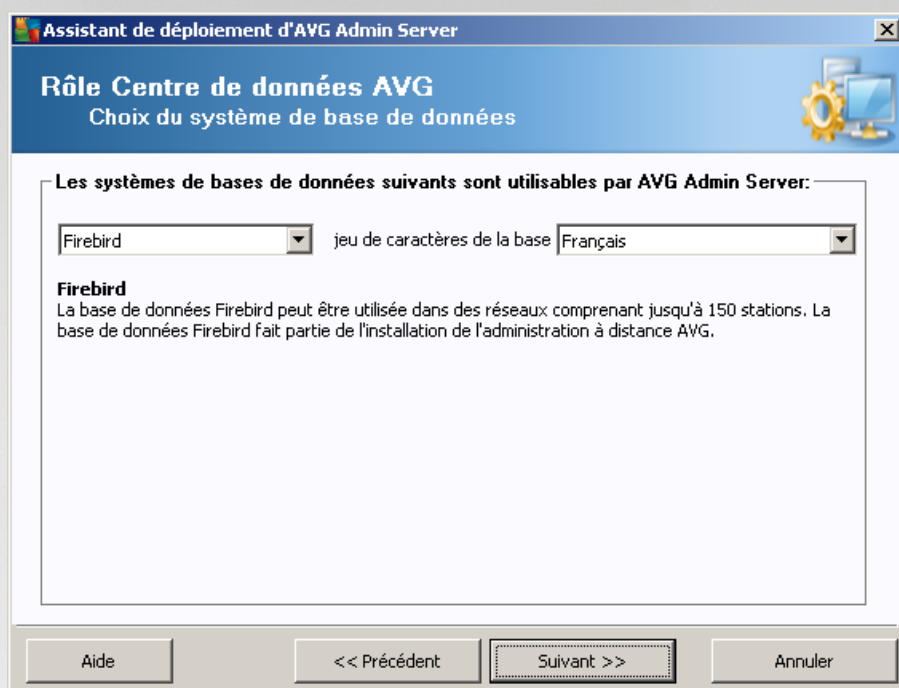 Assistant de déploiement d'AVG Admin Server
Rôle Centre de données AVG
Choix du système de base de données
Les systèmes de bases de données suivants sont utilisables par AVG Admin Server:
Firebird jeu de caractères de la base Français
Firebird
La base de données Firebird peut être utilisée dans des réseaux comprenant jusqu'à 150 stations. La
base de données Firebird fait partie de l'installation de l'administration à distance AVG.
Aide << Précédent Suivant >> Annuler